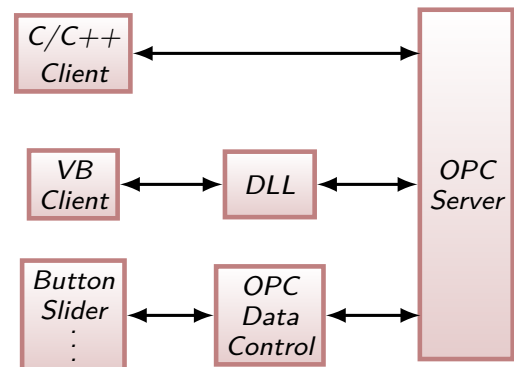 C/C++
Client
VB
Client
DLL
OPC
Server
Button
Slider
.
.
.
OPC
Data
Control